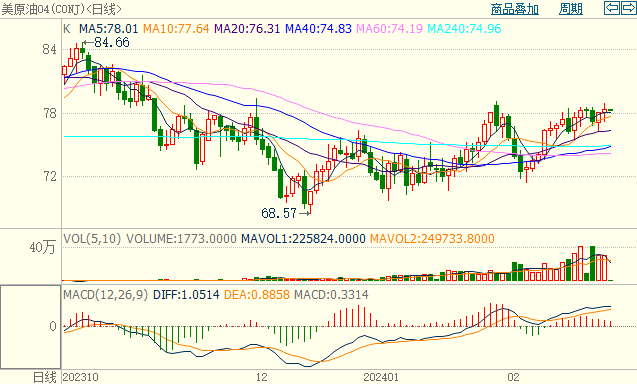 美原油04(CONJ)<日线> 商品叠加 周期
K MA5:78.01 MA10:77.64 MA20:76.31 MA40:74.83 MA60:74.19 MA240:74.96
84.66
84
78
72
68.57
VOL(5,10) VOLUME:1773.0000 MAVOL1:225824.0000 MAVOL2:249733.8000
40万
MACD(12,26,9) DIFF:1.0514 DEA:0.8858 MACD:0.3314
0
日线 202310 12 202401 02